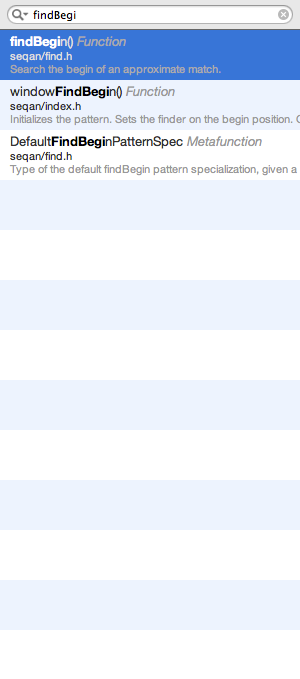 findBegi
findBegin() Function
seqan/find.h
Search the begin of an approximate match.
windowFindBegin() Function
seqan/index.h
Initializes the pattern. Sets the finder on the begin position.
DefaultFindBeginPatternSpec Metafunction
seqan/find.h
Type of the default findBegin pattern specialization, given a